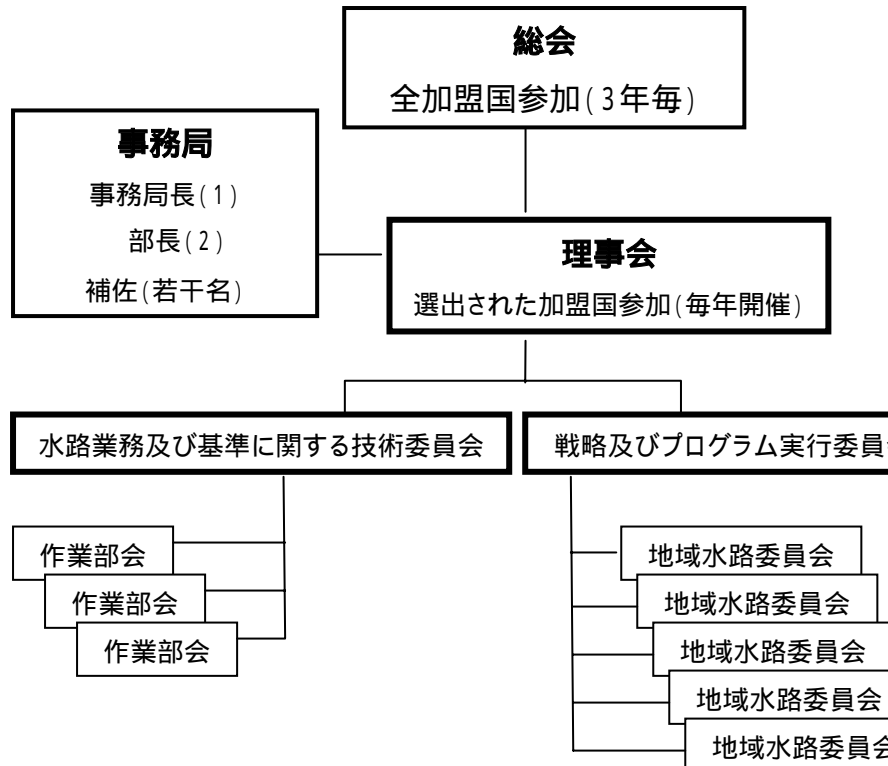 総会
全加盟国参加(3年毎)
事務局
事務局長(1)
部長(2)
補佐(若干名)
理事会
選出された加盟国参加(毎年開催)
水路業務及び基準に関する技術委員会
戦略及びプログラム実行委員会
作業部会
作業部会
作業部会
地域水路委員会
地域水路委員会
地域水路委員会
地域水路委員会
地域水路委員会